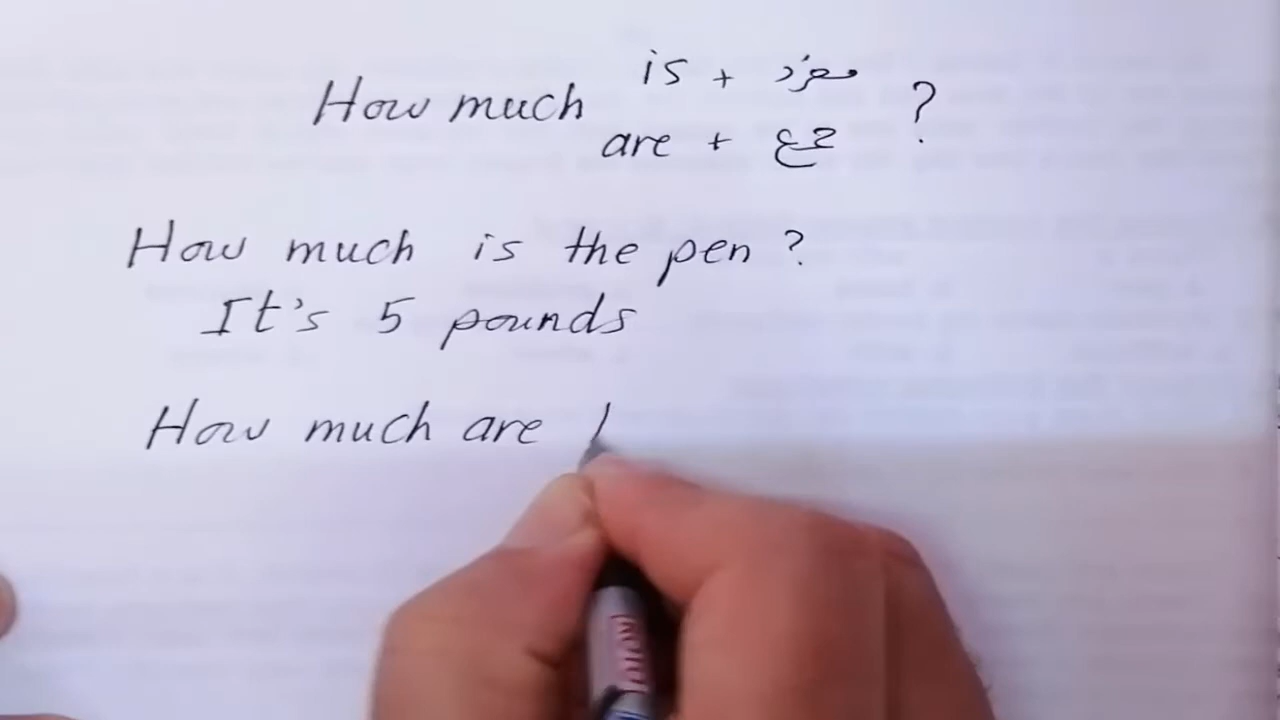 How much is + مفرد ?
are + جمع
How much is the pen ?
It's 5 pounds
How much are